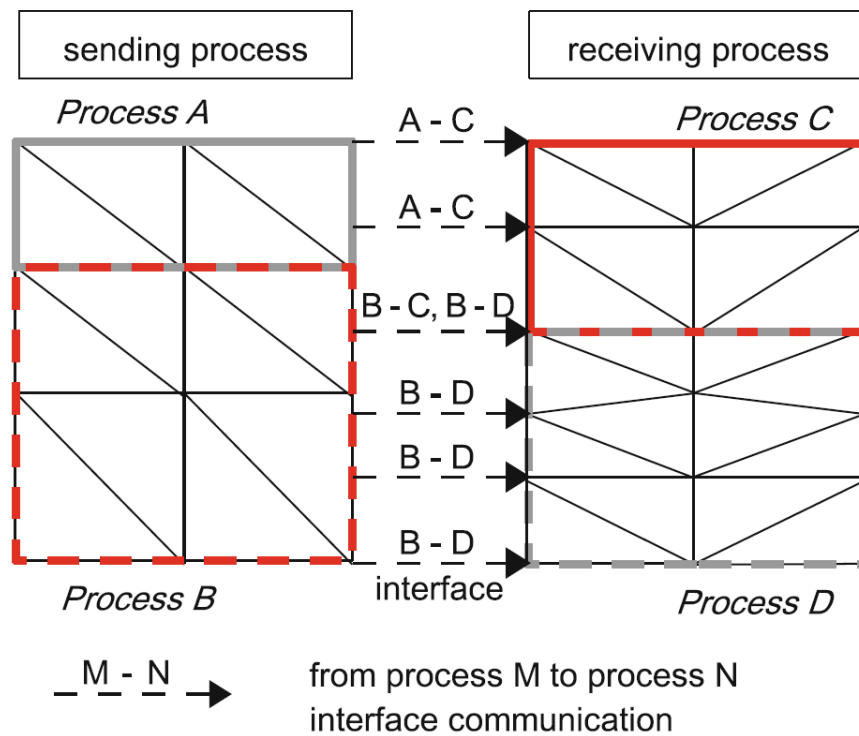 sending process
receiving process
Process A
Process C
A - C
A - C
B - C, B - D
B - D
B - D
B - D
interface
Process B
Process D
M - N
from process M to process N
interface communication